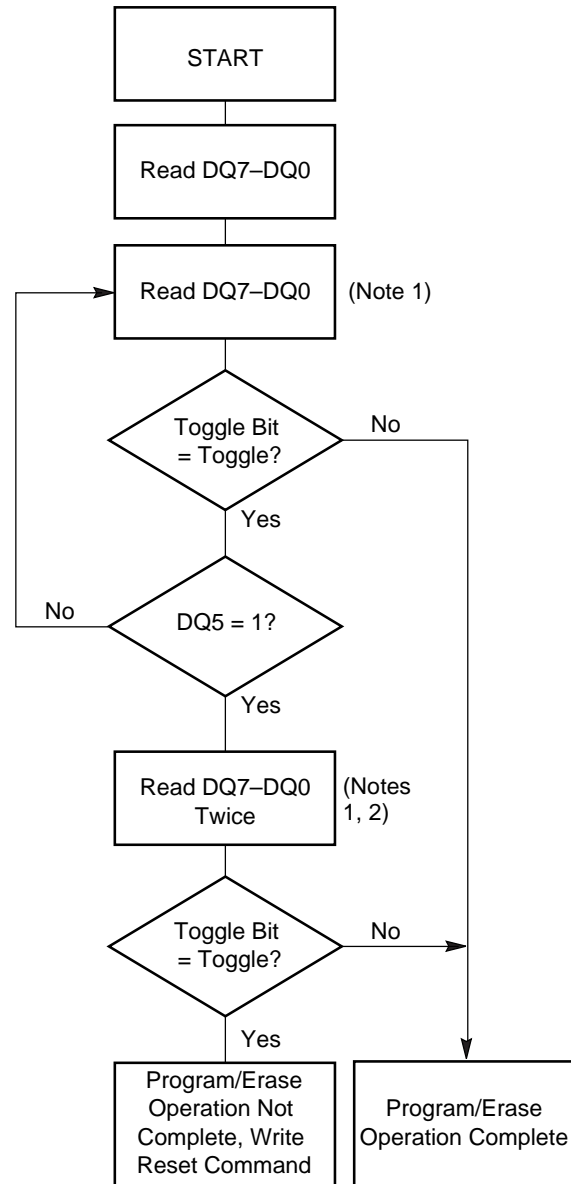 START
Read DQ7–DQ0
Read DQ7–DQ0
(Note 1)
Toggle Bit
= Toggle?
No
Yes
No
DQ5 = 1?
Yes
Read DQ7–DQ0
Twice
(Notes
1, 2)
Toggle Bit
= Toggle?
No
Yes
Program/Erase
Operation Not
Complete, Write
Reset Command
Program/Erase
Operation Complete